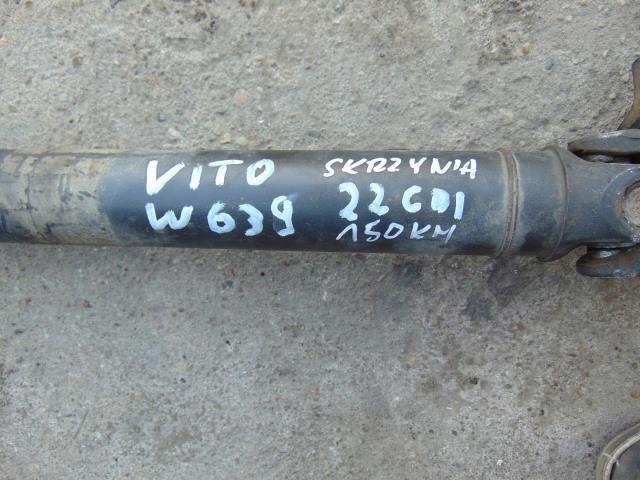 VITO
W639
SKRZYNIA
22CDI
150KM